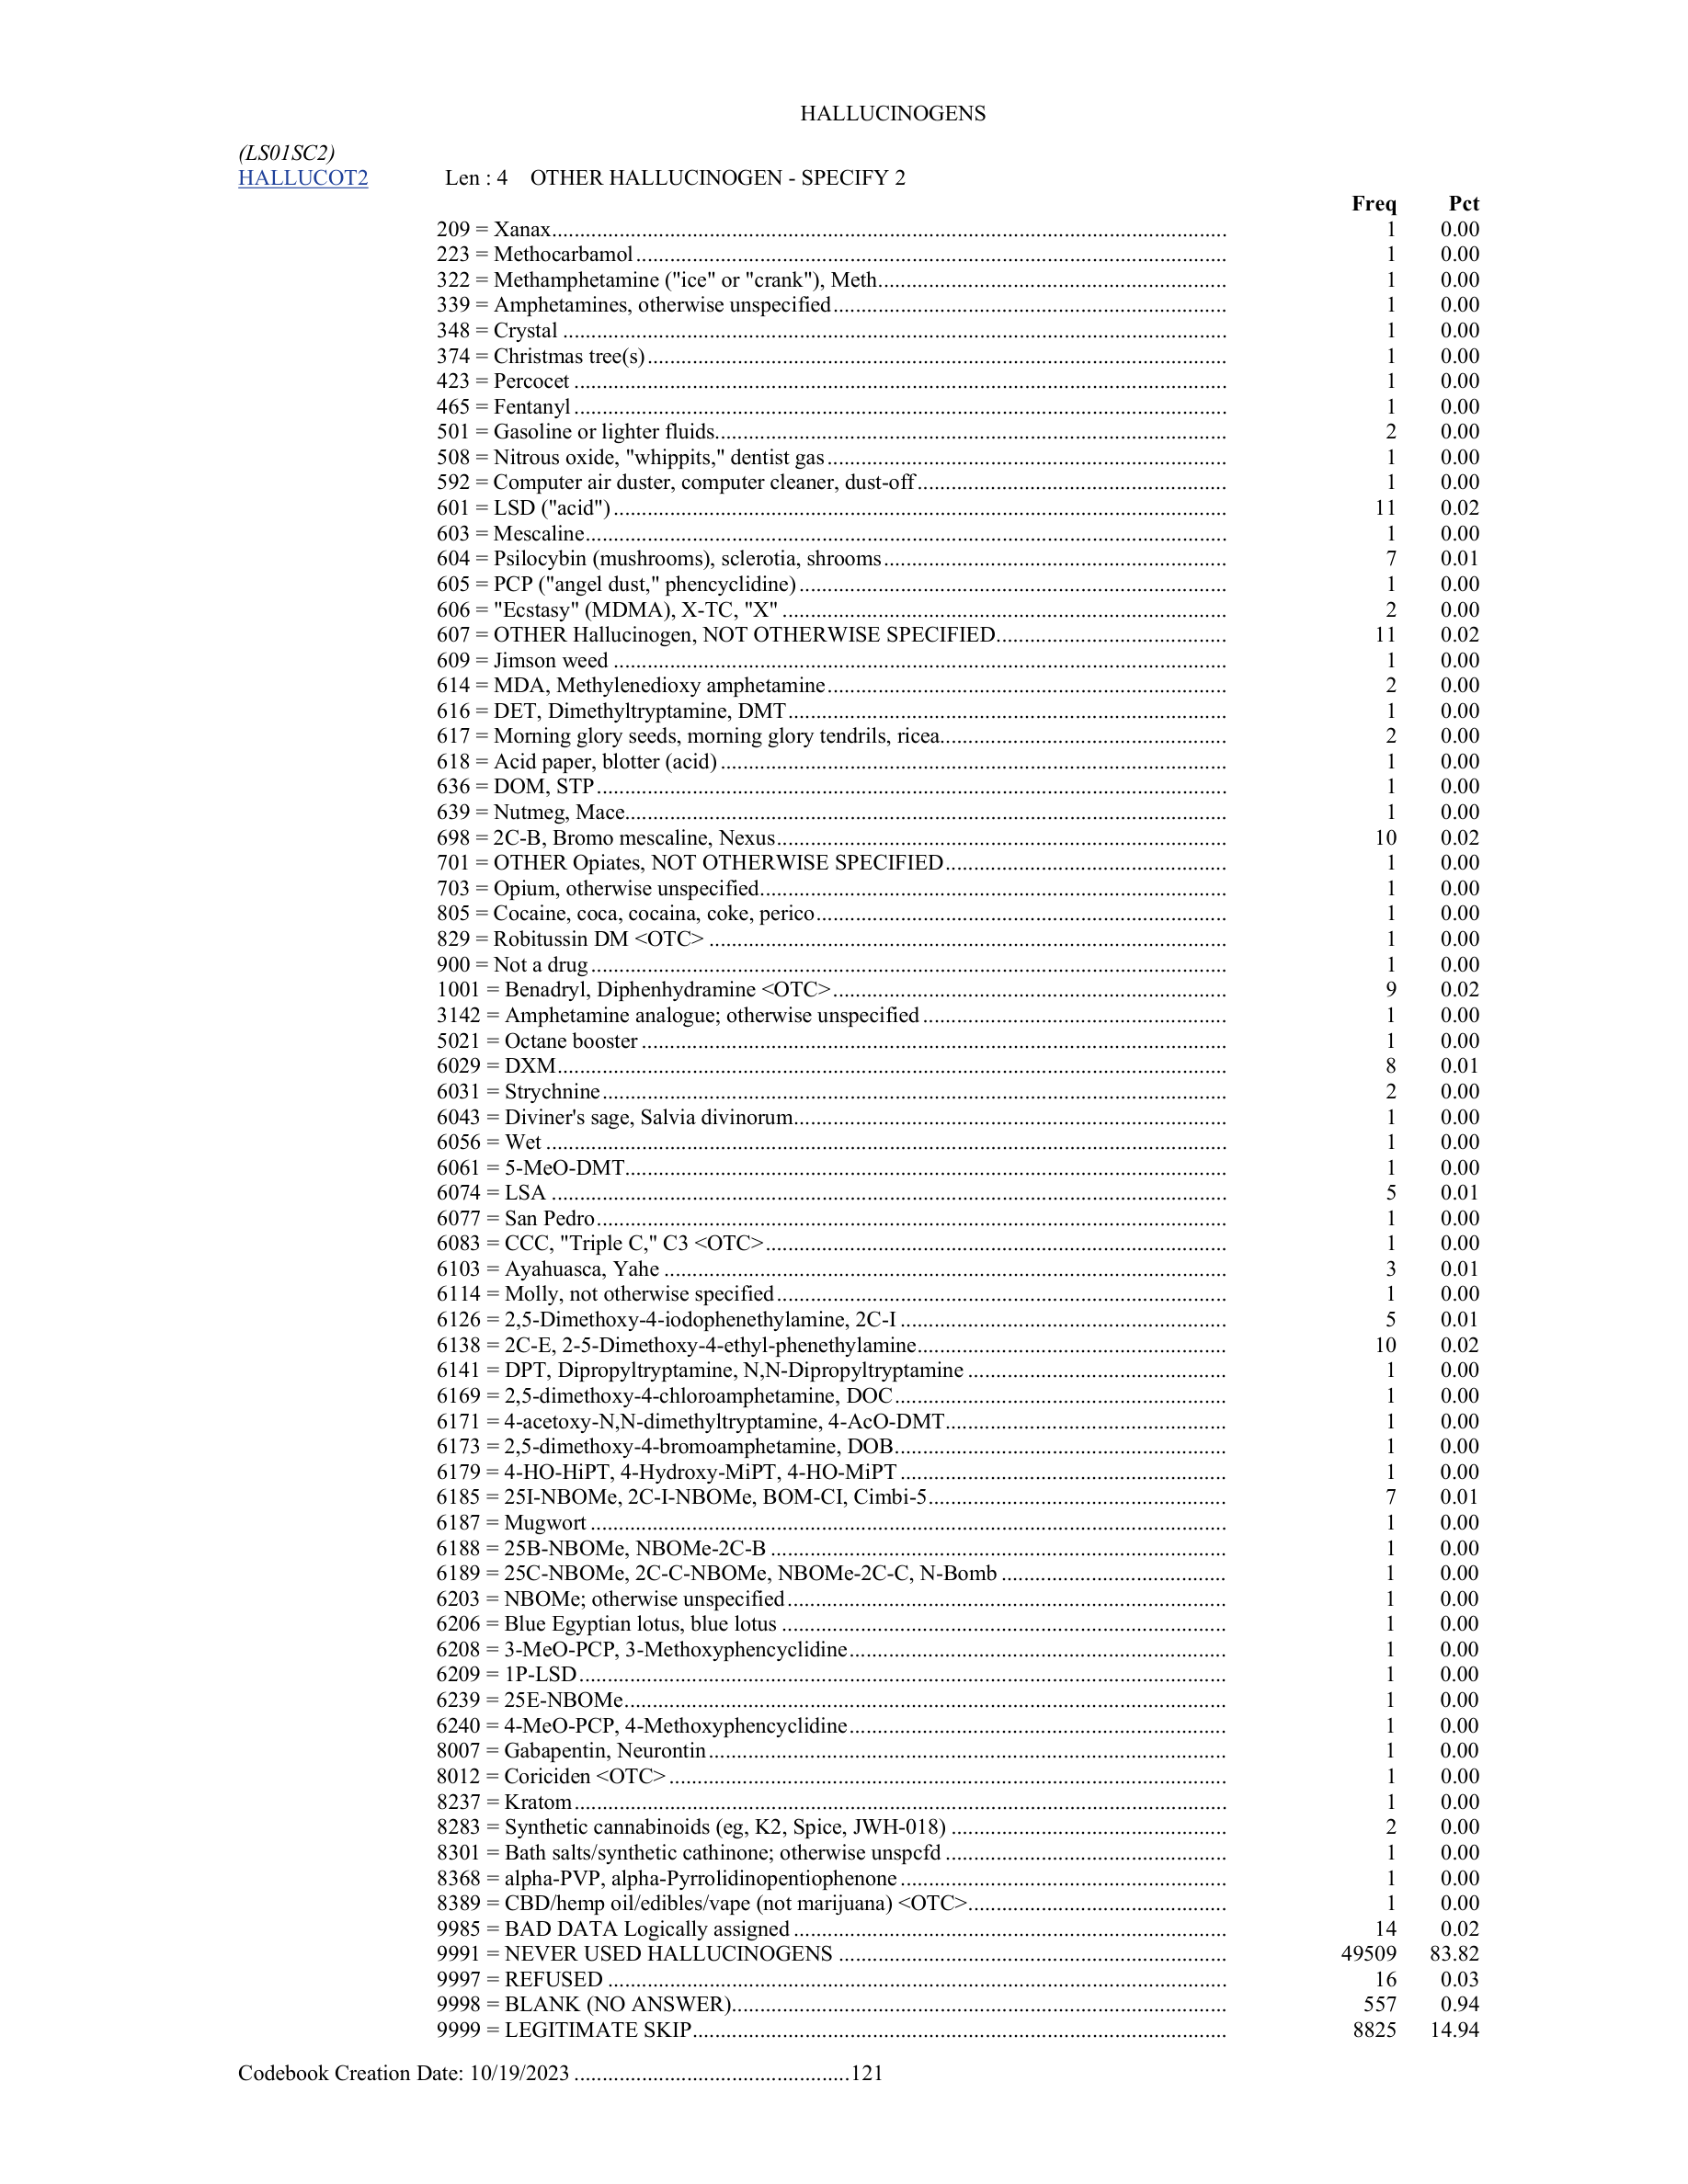 HALLUCINOGENS
(LS01SC2)
HALLUCOT2 Len : 4 OTHER HALLUCINOGEN - SPECIFY 2
Freq Pct
209 = Xanax 1 0.00
223 = Methocarbamol 1 0.00
322 = Methamphetamine ("ice" or "crank"), Meth 1 0.00
339 = Amphetamines, otherwise unspecified 1 0.00
348 = Crystal 1 0.00
374 = Christmas tree(s) 1 0.00
423 = Percocet 1 0.00
465 = Fentanyl 1 0.00
501 = Gasoline or lighter fluids 2 0.00
508 = Nitrous oxide, "whippits," dentist gas 1 0.00
592 = Computer air duster, computer cleaner, dust-off 1 0.00
601 = LSD ("acid") 11 0.02
603 = Mescaline 1 0.00
604 = Psilocybin (mushrooms), sclerotia, shrooms 7 0.01
605 = PCP ("angel dust," phencyclidine) 1 0.00
606 = "Ecstasy" (MDMA), X-TC, "X" 2 0.00
607 = OTHER Hallucinogen, NOT OTHERWISE SPECIFIED 11 0.02
609 = Jimson weed 1 0.00
614 = MDA, Methylenedioxy amphetamine 2 0.00
616 = DET, Dimethyltryptamine, DMT 1 0.00
617 = Morning glory seeds, morning glory tendrils, ricea 2 0.00
618 = Acid paper, blotter (acid) 1 0.00
636 = DOM, STP 1 0.00
639 = Nutmeg, Mace 1 0.00
698 = 2C-B, Bromo mescaline, Nexus 10 0.02
701 = OTHER Opiates, NOT OTHERWISE SPECIFIED 1 0.00
703 = Opium, otherwise unspecified 1 0.00
805 = Cocaine, coca, cocaina, coke, perico 1 0.00
829 = Robitussin DM <OTC> 1 0.00
900 = Not a drug 1 0.00
1001 = Benadryl, Diphenhydramine <OTC> 9 0.02
3142 = Amphetamine analogue; otherwise unspecified 1 0.00
5021 = Octane booster 1 0.00
6029 = DXM 8 0.01
6031 = Strychnine 2 0.00
6043 = Diviner's sage, Salvia divinorum 1 0.00
6056 = Wet 1 0.00
6061 = 5-MeO-DMT 1 0.00
6074 = LSA 5 0.01
6077 = San Pedro 1 0.00
6083 = CCC, "Triple C," C3 <OTC> 1 0.00
6103 = Ayahuasca, Yahe 3 0.01
6114 = Molly, not otherwise specified 1 0.00
6126 = 2,5-Dimethoxy-4-iodophenethylamine, 2C-I 5 0.01
6138 = 2C-E, 2-5-Dimethoxy-4-ethyl-phenethylamine 10 0.02
6141 = DPT, Dipropyltryptamine, N,N-Dipropyltryptamine 1 0.00
6169 = 2,5-dimethoxy-4-chloroamphetamine, DOC 1 0.00
6171 = 4-acetoxy-N,N-dimethyltryptamine, 4-AcO-DMT 1 0.00
6173 = 2,5-dimethoxy-4-bromoamphetamine, DOB 1 0.00
6179 = 4-HO-HiPT, 4-Hydroxy-MiPT, 4-HO-MiPT 1 0.00
6185 = 25I-NBOMe, 2C-I-NBOMe, BOM-CI, Cimbi-5 7 0.01
6187 = Mugwort 1 0.00
6188 = 25B-NBOMe, NBOMe-2C-B 1 0.00
6189 = 25C-NBOMe, 2C-C-NBOMe, NBOMe-2C-C, N-Bomb 1 0.00
6203 = NBOMe; otherwise unspecified 1 0.00
6206 = Blue Egyptian lotus, blue lotus 1 0.00
6208 = 3-MeO-PCP, 3-Methoxyphencyclidine 1 0.00
6209 = 1P-LSD 1 0.00
6239 = 25E-NBOMe 1 0.00
6240 = 4-MeO-PCP, 4-Methoxyphencyclidine 1 0.00
8007 = Gabapentin, Neurontin 1 0.00
8012 = Coriciden <OTC> 1 0.00
8237 = Kratom 1 0.00
8283 = Synthetic cannabinoids (eg, K2, Spice, JWH-018) 2 0.00
8301 = Bath salts/synthetic cathinone; otherwise unspcfd 1 0.00
8368 = alpha-PVP, alpha-Pyrrolidinopentiophenone 1 0.00
8389 = CBD/hemp oil/edibles/vape (not marijuana) <OTC> 1 0.00
9985 = BAD DATA Logically assigned 14 0.02
9991 = NEVER USED HALLUCINOGENS 49509 83.82
9997 = REFUSED 16 0.03
9998 = BLANK (NO ANSWER) 557 0.94
9999 = LEGITIMATE SKIP 8825 14.94
Codebook Creation Date: 10/19/2023 121